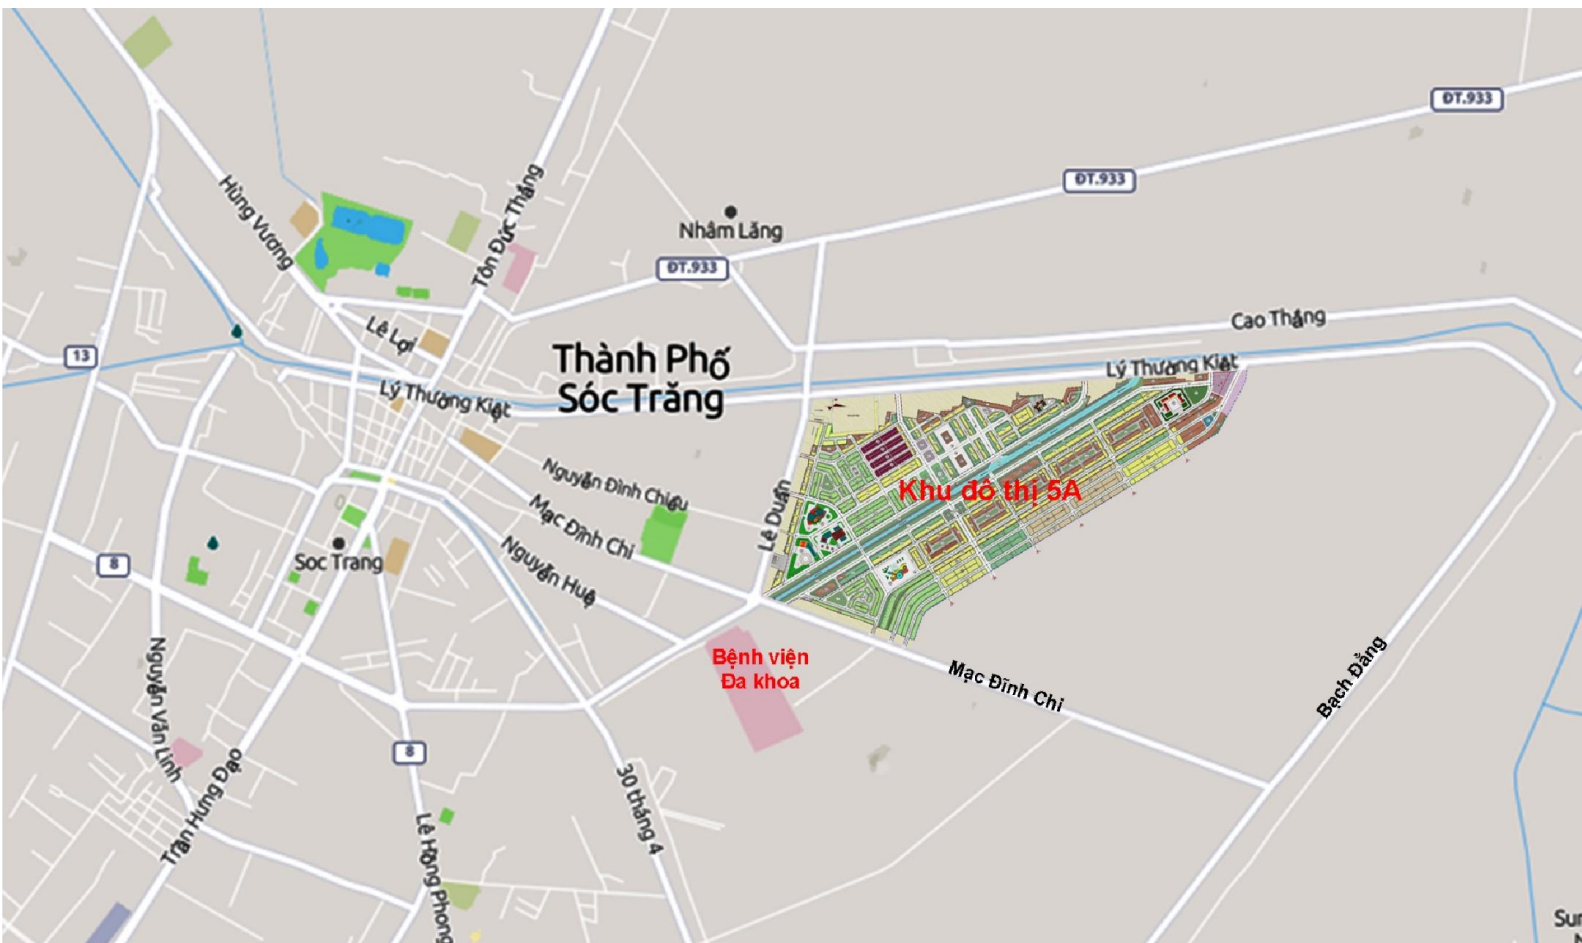 ĐT.933
ĐT.933
Hùng Vương
Tôn Đức Thắng
Nhâm Lăng
ĐT.933
Cao Thắng
Lê Lợi
13
Thành Phố
Sóc Trăng
Lý Thường Kiệt
Lý Thường Kiệt
Nguyễn Đình Chiểu
Mạc Đĩnh Chi
Lê Duẩn
Khu đô thị 5A
Nguyễn Huệ
Soc Trang
8
Bệnh viện
Đa khoa
Mạc Đĩnh Chi
Bạch Đằng
Nguyễn Văn Linh
Trần Hưng Đạo
8
30 tháng 4
Lê Hồng Phong
Sun